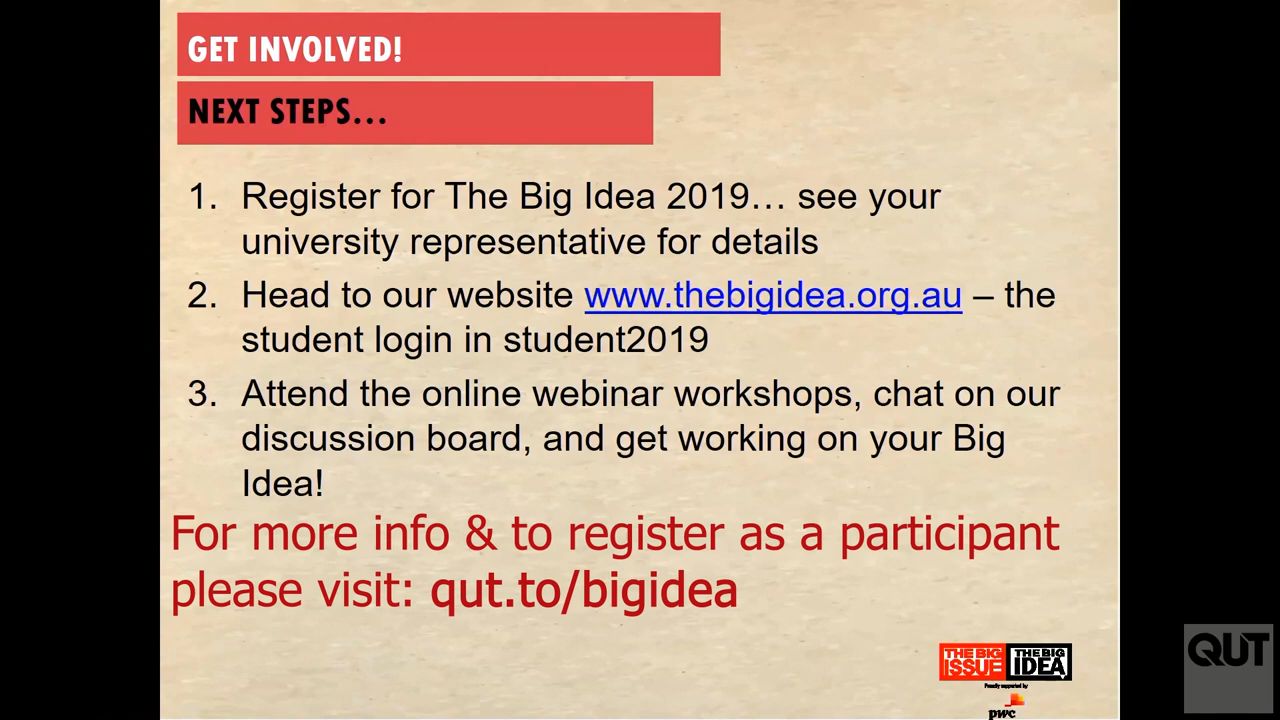 GET INVOLVED!
NEXT STEPS...
1. Register for The Big Idea 2019… see your
university representative for details
2. Head to our website www.thebigidea.org.au – the
student login in student2019
3. Attend the online webinar workshops, chat on our
discussion board, and get working on your Big
Idea!
For more info & to register as a participant
please visit: qut.to/bigidea
THE BIG ISSUE
THE BIG IDEA
Proudly supported by
pwc
QUT